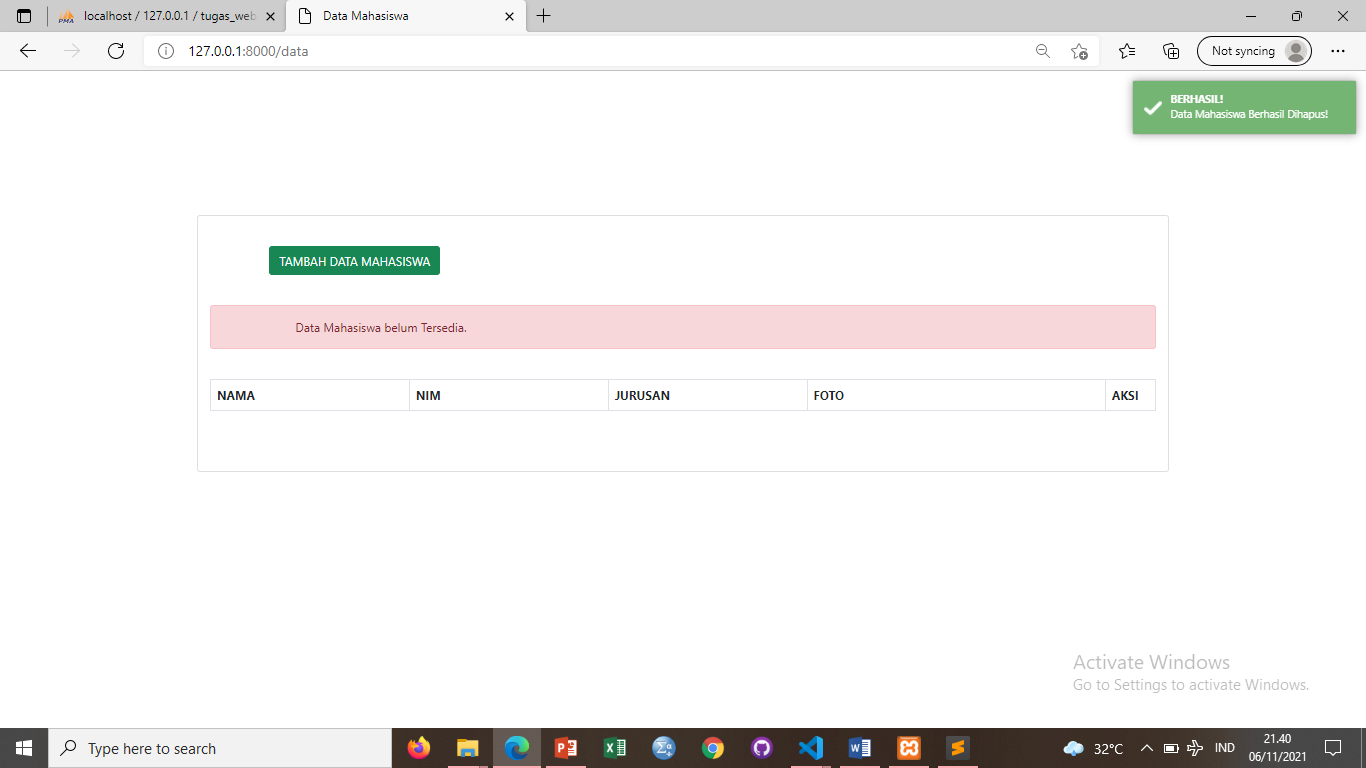 localhost / 127.0.0.1 / tugas_web
Data Mahasiswa
127.0.0.1:8000/data
Not syncing
BERHASIL!
Data Mahasiswa Berhasil Dihapus!
TAMBAH DATA MAHASISWA
Data Mahasiswa belum Tersedia.
NAMA NIM JURUSAN FOTO AKSI
Activate Windows
Go to Settings to activate Windows.
Type here to search
32°C
IND
21.40
06/11/2021